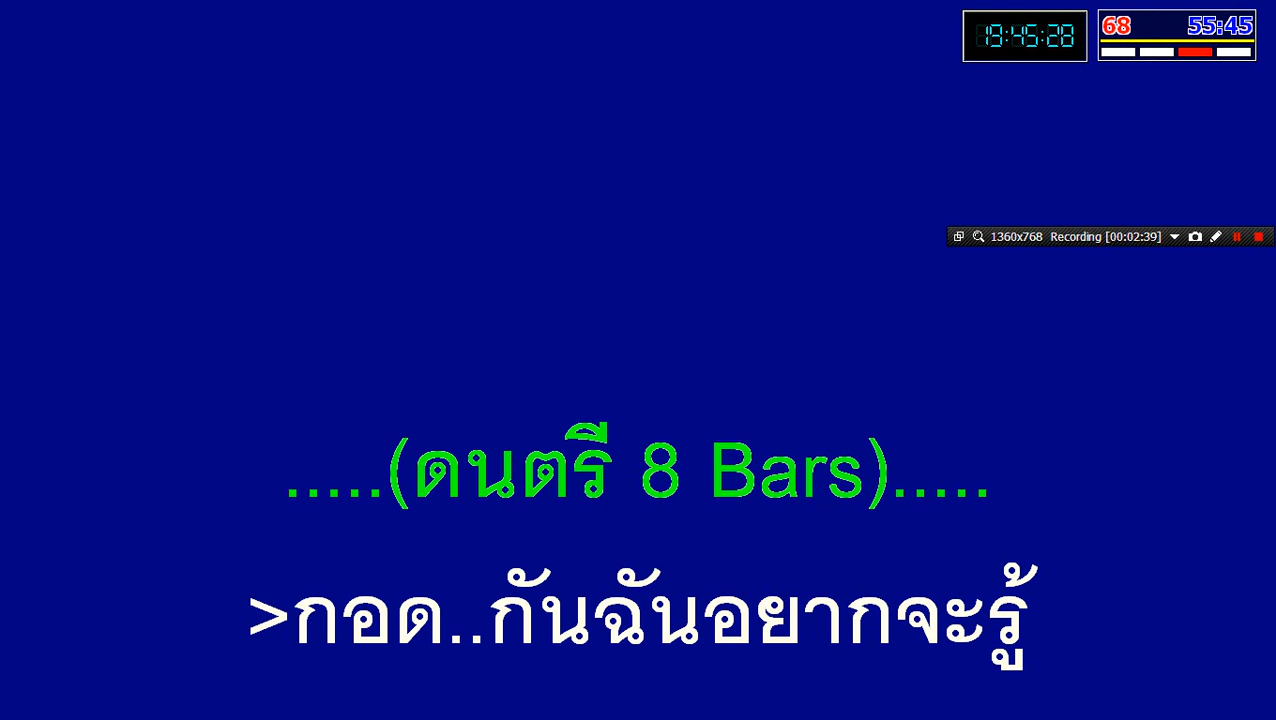 19:45:28
68 55:45
1360x768 Recording [00:02:39]
.....(ดนตรี 8 Bars).....
>กอด..กันฉันอยากจะรู้